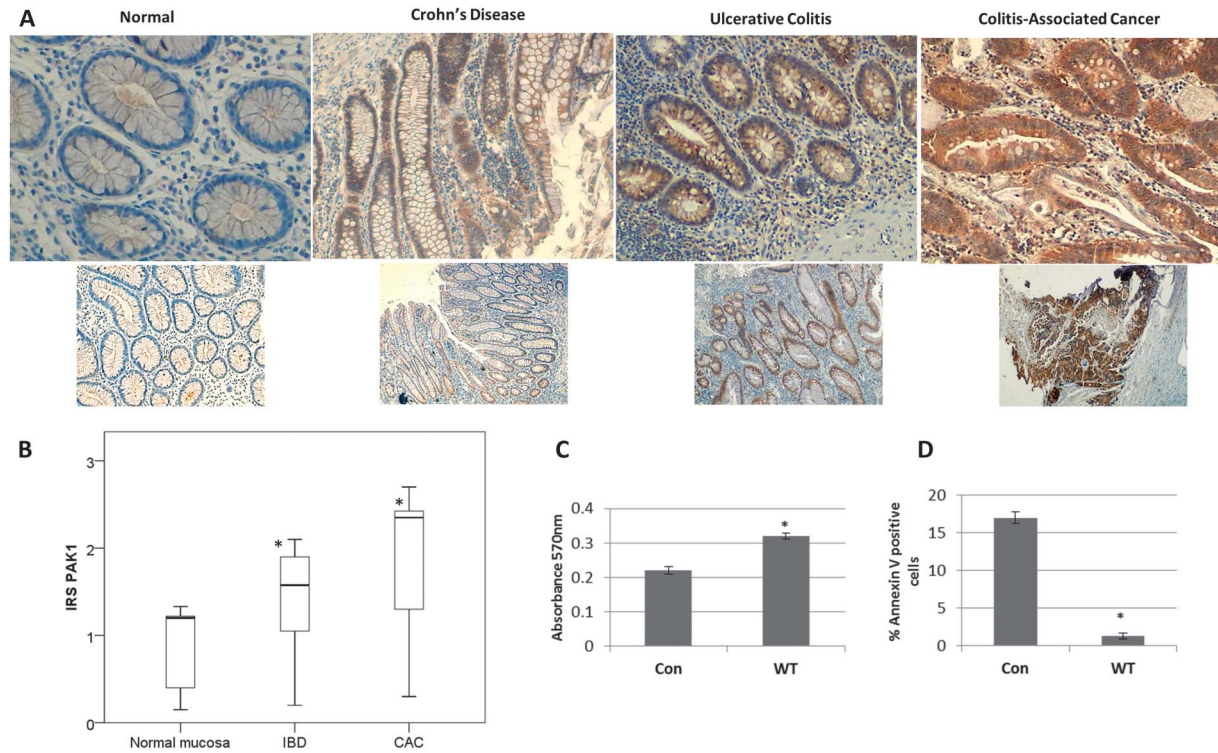 A
Normal
Crohn's Disease
Ulcerative Colitis
Colitis-Associated Cancer
B
IRS PAK1
3
2
1
0
Normal mucosa
IBD
CAC
*
*
C
Absorbance 570nm
0.4
0.3
0.2
0.1
0
Con
WT
*
D
% Annexin V positive
cells
20
15
10
5
0
Con
WT
*